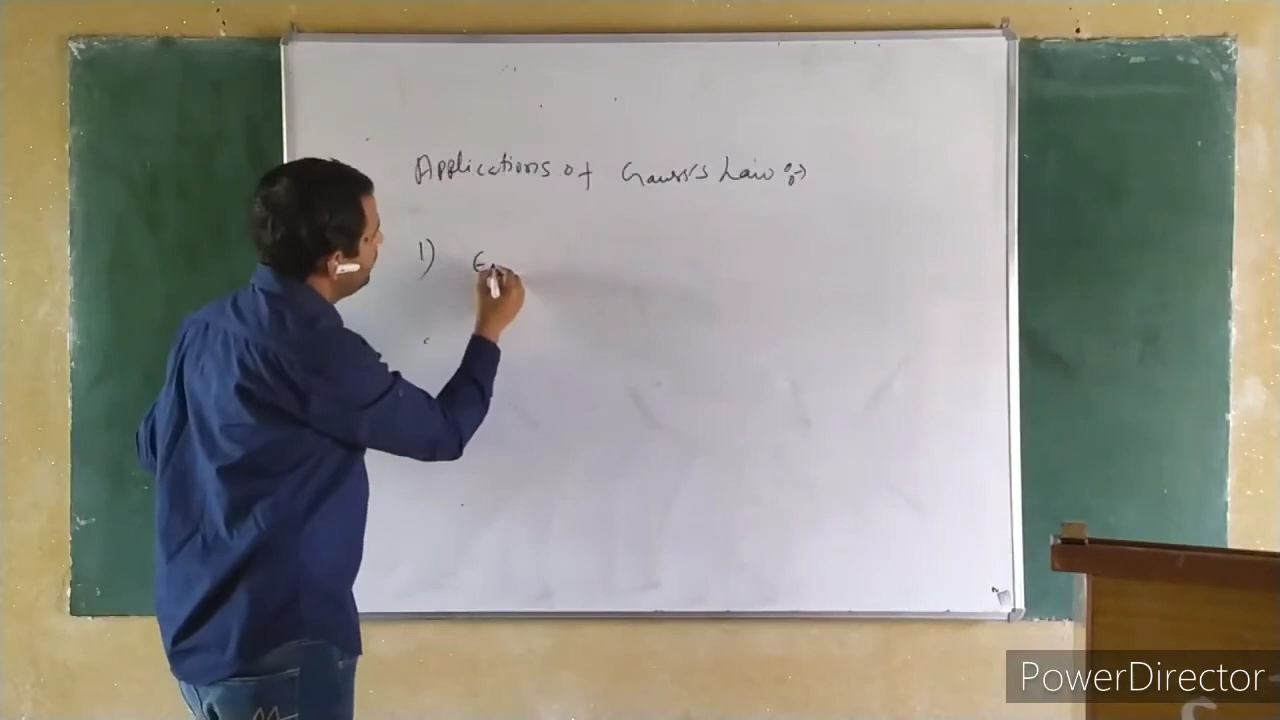 Applications of Gauss's Law :→
1) E
PowerDirector